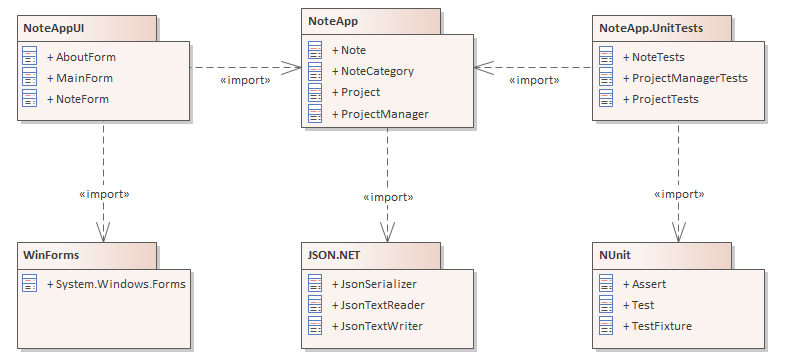 NoteAppUI
+ AboutForm
+ MainForm
+ NoteForm
«import»
NoteApp
+ Note
+ NoteCategory
+ Project
+ ProjectManager
«import»
NoteApp.UnitTests
+ NoteTests
+ ProjectManagerTests
+ ProjectTests
«import»
«import»
«import»
WinForms
+ System.Windows.Forms
JSON.NET
+ JsonSerializer
+ JsonTextReader
+ JsonTextWriter
NUnit
+ Assert
+ Test
+ TestFixture